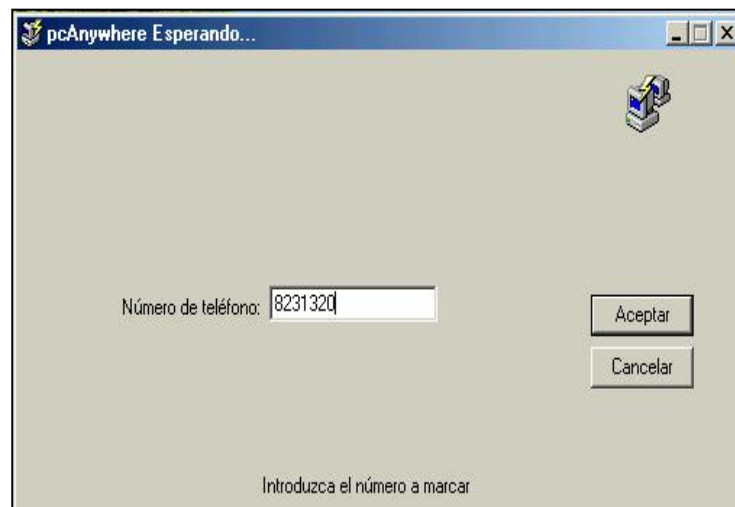 pcAnywhere Esperando...
Número de teléfono: 8231320
Aceptar
Cancelar
Introduzca el número a marcar